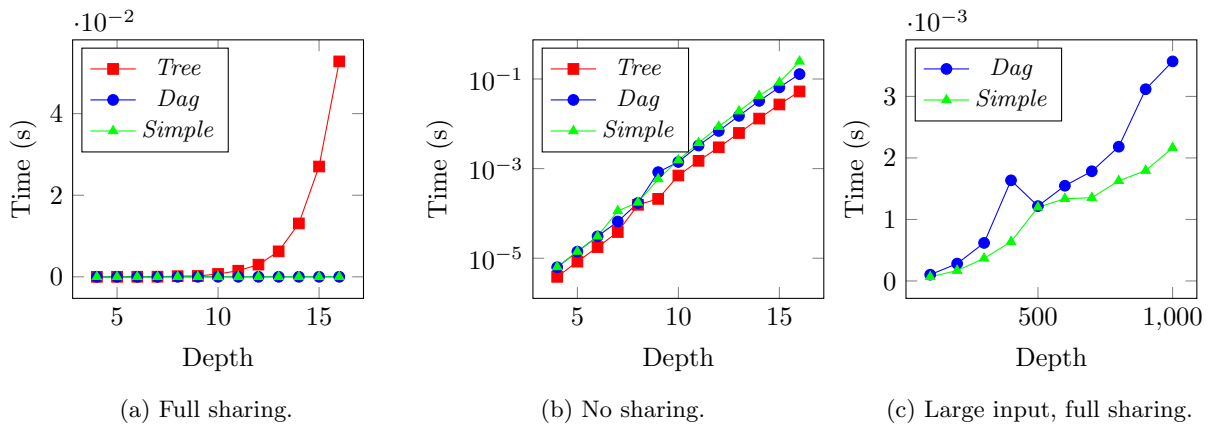 ·10−2
Time (s)
4
2
0
Tree
Dag
Simple
5 10 15
Depth
(a) Full sharing.
Time (s)
10−1
10−3
10−5
Tree
Dag
Simple
5 10 15
Depth
(b) No sharing.
·10−3
Time (s)
3
2
1
0
Dag
Simple
500 1,000
Depth
(c) Large input, full sharing.